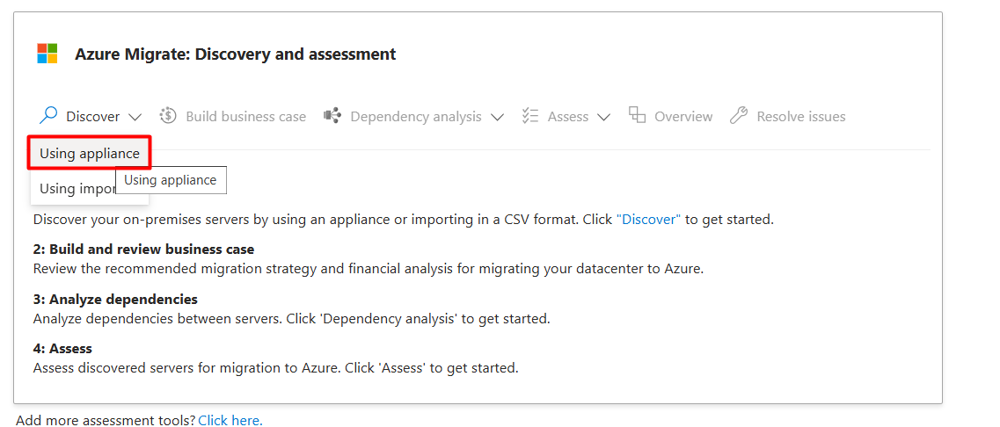 Azure Migrate: Discovery and assessment
Discover Build business case Dependency analysis Assess Overview Resolve issues
Using appliance
Using impor
Using appliance
Discover your on-premises servers by using an appliance or importing in a CSV format. Click "Discover" to get started.
2: Build and review business case
Review the recommended migration strategy and financial analysis for migrating your datacenter to Azure.
3: Analyze dependencies
Analyze dependencies between servers. Click 'Dependency analysis' to get started.
4: Assess
Assess discovered servers for migration to Azure. Click 'Assess' to get started.
Add more assessment tools? Click here.